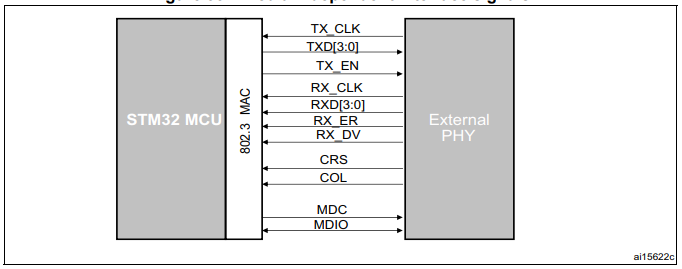 TX_CLK
TXD[3:0]
TX_EN
RX_CLK
RXD[3:0]
RX_ER
RX_DV
CRS
COL
MDC
MDIO
STM32 MCU
802.3 MAC
External
PHY
ai15622c